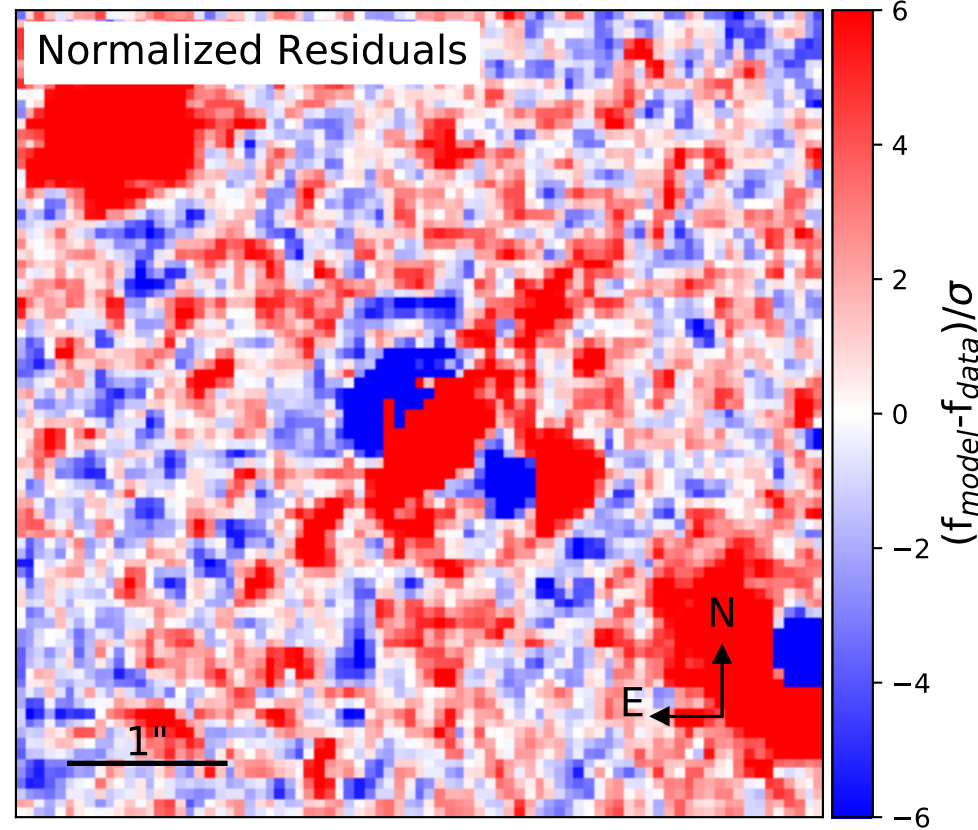 Normalized Residuals
6
4
2
0
−2
−4
−6
(f_model-f_data)/σ
N
E
1"